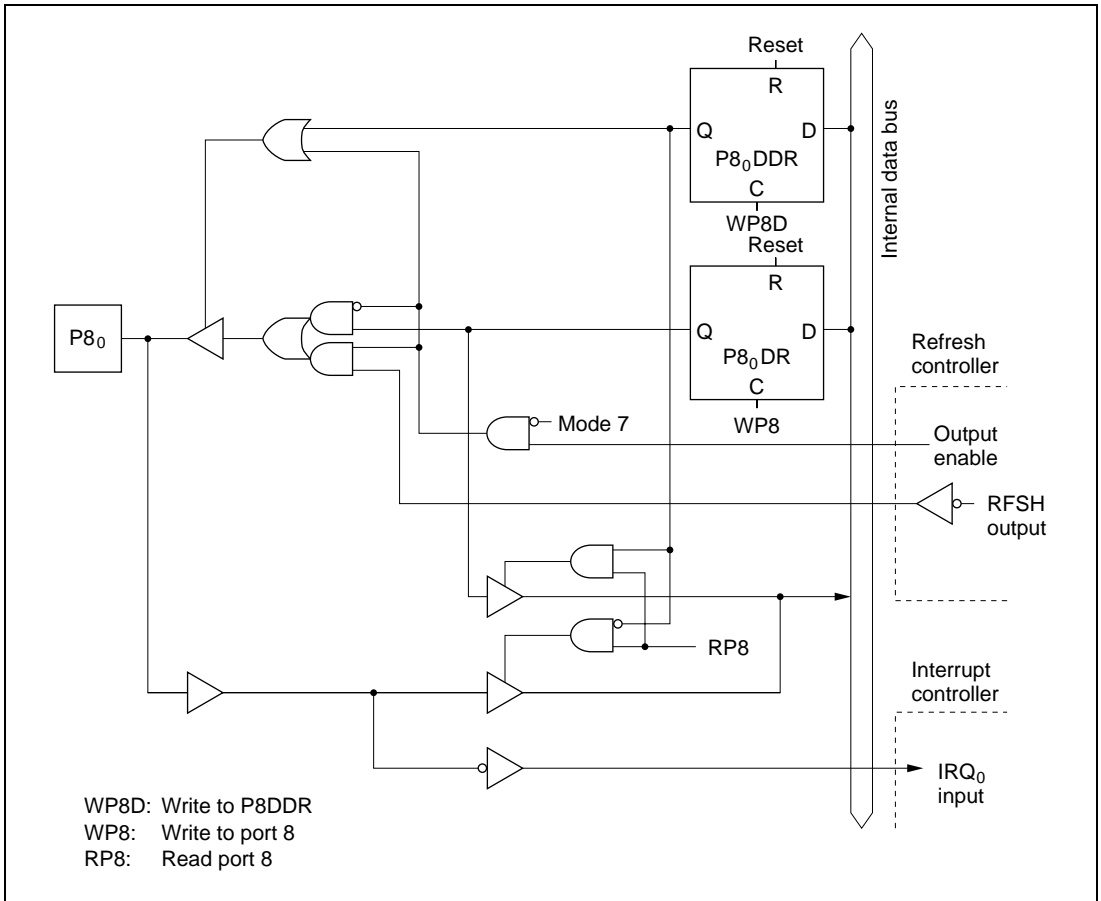 Reset
R
Q D
P8₀DDR
C
WP8D
Internal data bus
Reset
R
Q D
P8₀DR
C
WP8
P8₀
Refresh
controller
Mode 7
Output
enable
RFSH
output
RP8
Interrupt
controller
IRQ₀
input
WP8D: Write to P8DDR
WP8: Write to port 8
RP8: Read port 8